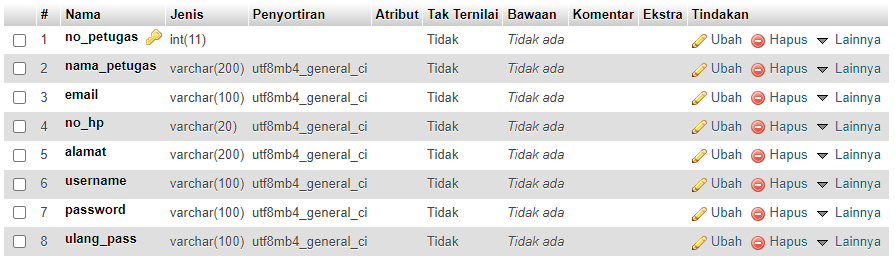 # Nama Jenis Penyortiran Atribut Tak Ternilai Bawaan Komentar Ekstra Tindakan
1 no_petugas int(11) Tidak Tidak ada Ubah Hapus Lainnya
2 nama_petugas varchar(200) utf8mb4_general_ci Tidak Tidak ada Ubah Hapus Lainnya
3 email varchar(100) utf8mb4_general_ci Tidak Tidak ada Ubah Hapus Lainnya
4 no_hp varchar(20) utf8mb4_general_ci Tidak Tidak ada Ubah Hapus Lainnya
5 alamat varchar(200) utf8mb4_general_ci Tidak Tidak ada Ubah Hapus Lainnya
6 username varchar(100) utf8mb4_general_ci Tidak Tidak ada Ubah Hapus Lainnya
7 password varchar(100) utf8mb4_general_ci Tidak Tidak ada Ubah Hapus Lainnya
8 ulang_pass varchar(100) utf8mb4_general_ci Tidak Tidak ada Ubah Hapus Lainnya